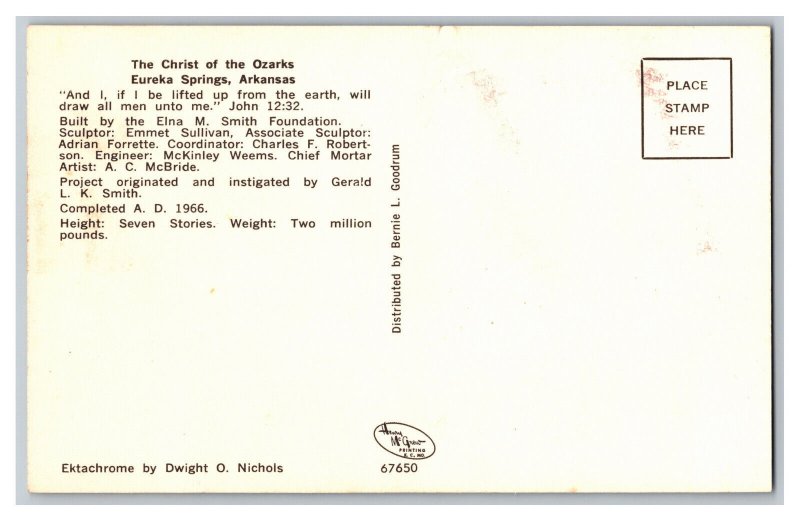 The Christ of the Ozarks
Eureka Springs, Arkansas
"And I, if I be lifted up from the earth, will
draw all men unto me." John 12:32.
Built by the Elna M. Smith Foundation.
Sculptor: Emmet Sullivan, Associate Sculptor:
Adrian Forrette. Coordinator: Charles F. Robert-
son. Engineer: McKinley Weems. Chief Mortar
Artist: A. C. McBride.
Project originated and instigated by Gerald
L. K. Smith.
Completed A. D. 1966.
Height: Seven Stories. Weight: Two million
pounds.
Ektachrome by Dwight O. Nichols
Distributed by Bernie L. Goodrum
Henry
McGrew
PRINTING
K. C. MO.
67650
PLACE
STAMP
HERE